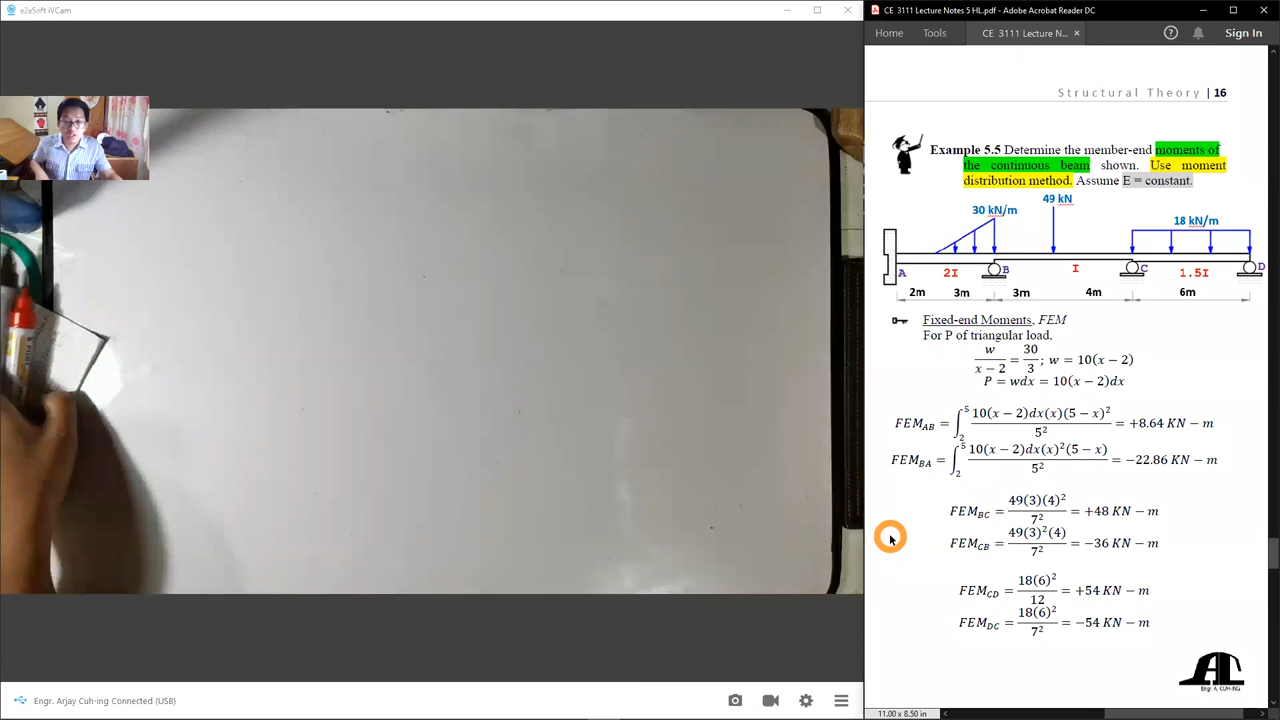 e2eSoft iVCam
CE 3111 Lecture Notes 5 HL.pdf - Adobe Acrobat Reader DC
Home Tools CE 3111 Lecture N... × Sign In
Structural Theory | 16
Example 5.5 Determine the member-end moments of
the continuous beam shown. Use moment
distribution method. Assume E = constant.
49 kN
30 kN/m
18 kN/m
A B C D
2I I 1.5I
2m 3m 3m 4m 6m
Fixed-end Moments, FEM
For P of triangular load,
w/(x − 2) = 30/3; w = 10(x − 2)
P = wdx = 10(x − 2)dx
FEM_AB = ∫_2^5 10(x − 2)dx(x)(5 − x)²/5² = +8.64 KN − m
FEM_BA = ∫_2^5 10(x − 2)dx(x)²(5 − x)/5² = −22.86 KN − m
FEM_BC = 49(3)(4)²/7² = +48 KN − m
FEM_CB = 49(3)²(4)/7² = −36 KN − m
FEM_CD = 18(6)²/12 = +54 KN − m
FEM_DC = 18(6)²/7² = −54 KN − m
Engr. A. CUH-ING
Engr. Arjay Cuh-ing Connected (USB)
11.00 x 8.50 in